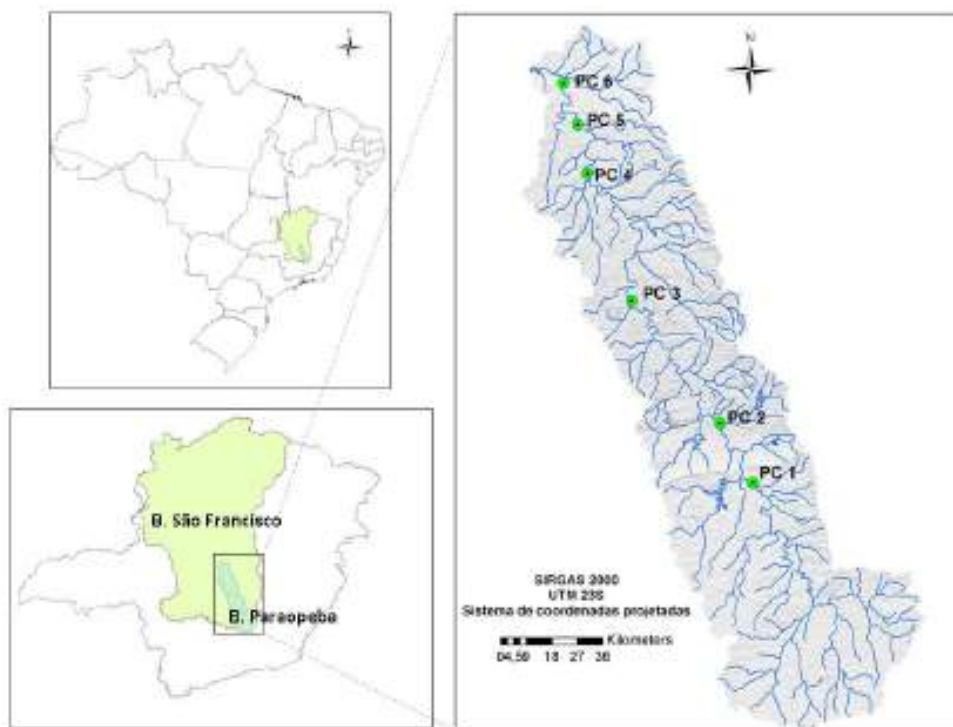 N
PC 6
PC 5
PC 4
PC 3
PC 2
PC 1
B. São Francisco
B. Paraopeba
SIRGAS 2000
UTM 23S
Sistema de coordenadas projetadas
Kilometers
04,59 18 27 36